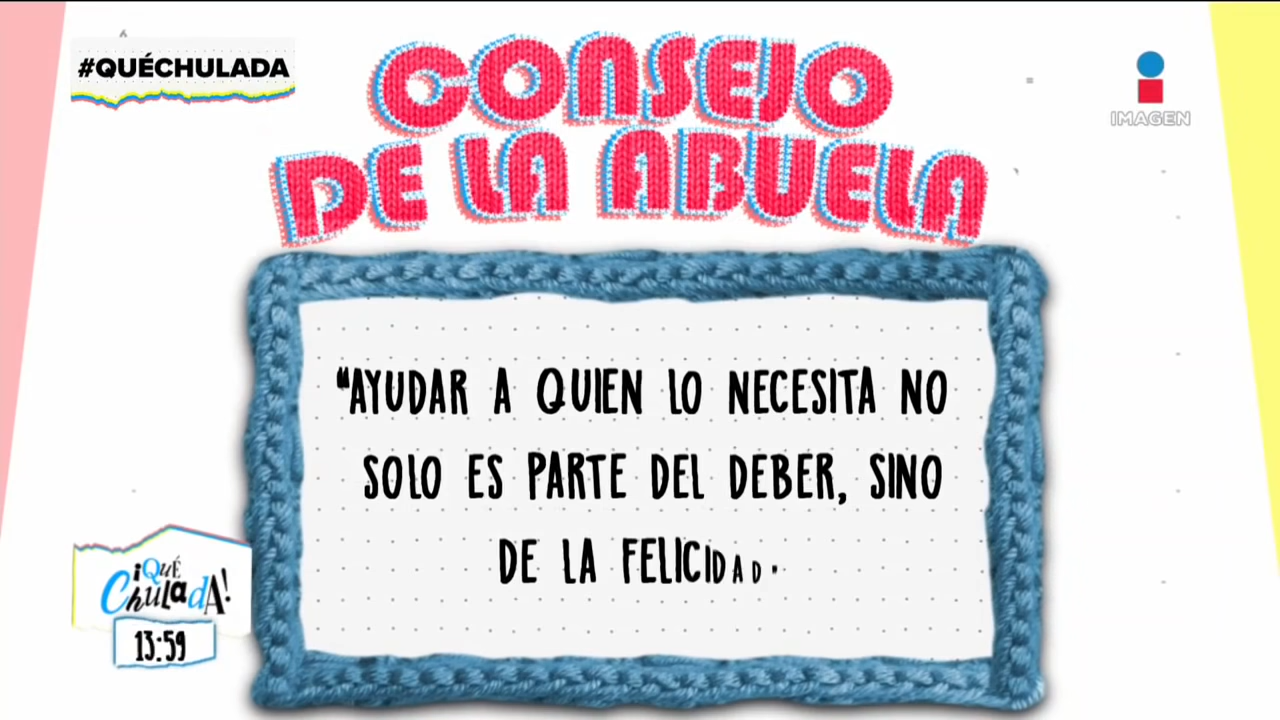 #QUÉCHULADA
CONSEJO
DE LA ABUELA
IMAGEN
“AYUDAR A QUIEN LO NECESITA NO
SOLO ES PARTE DEL DEBER, SINO
DE LA FELICIDAD.
¡QUÉ
ChuladA!
13:59